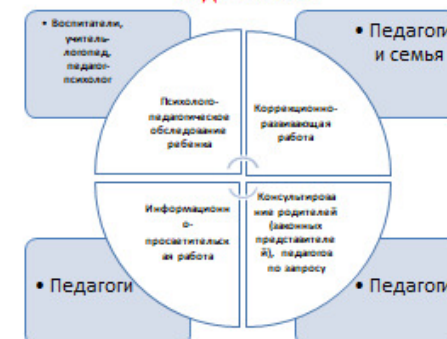 • Воспитатели,
учитель-
логопед,
педагог-
психолог
• Педагоги
и семья
Психолого-
педагогическое
обследование
ребенка
Коррекционно-
развивающая
работа
Информационн
о-
просветительск
ая работа
Консультирова
ние родителей
(законных
представителе
й), педагогов
по запросу
• Педагоги
• Педагоги